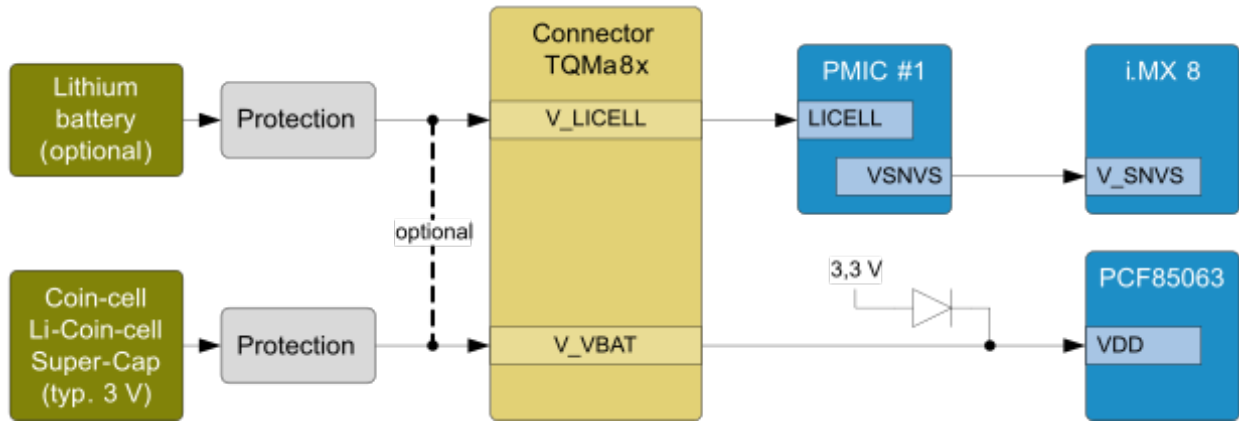 Connector
TQMa8x
PMIC #1
i.MX 8
Lithium
battery
(optional)
Protection
V_LICELL
LICELL
VSNVS
V_SNVS
optional
3,3 V
PCF85063
Coin-cell
Li-Coin-cell
Super-Cap
(typ. 3 V)
Protection
V_VBAT
VDD